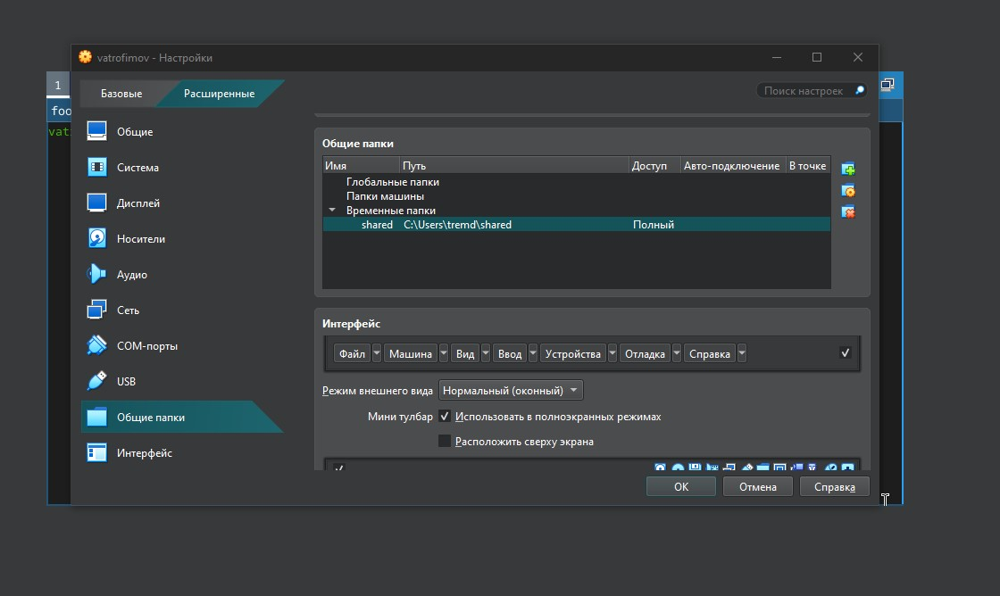 vatrofimov - Настройки
1
Базовые
Расширенные
Поиск настроек
foo
vat
Общие
Система
Дисплей
Носители
Аудио
Сеть
COM-порты
USB
Общие папки
Интерфейс
Общие папки
Имя Путь Доступ Авто-подключение В точке
Глобальные папки
Папки машины
Временные папки
shared C:\Users\tremd\shared Полный
Интерфейс
Файл Машина Вид Ввод Устройства Отладка Справка
Режим внешнего вида Нормальный (оконный)
Мини тулбар Использовать в полноэкранных режимах
Расположить сверху экрана
ОК Отмена Справка